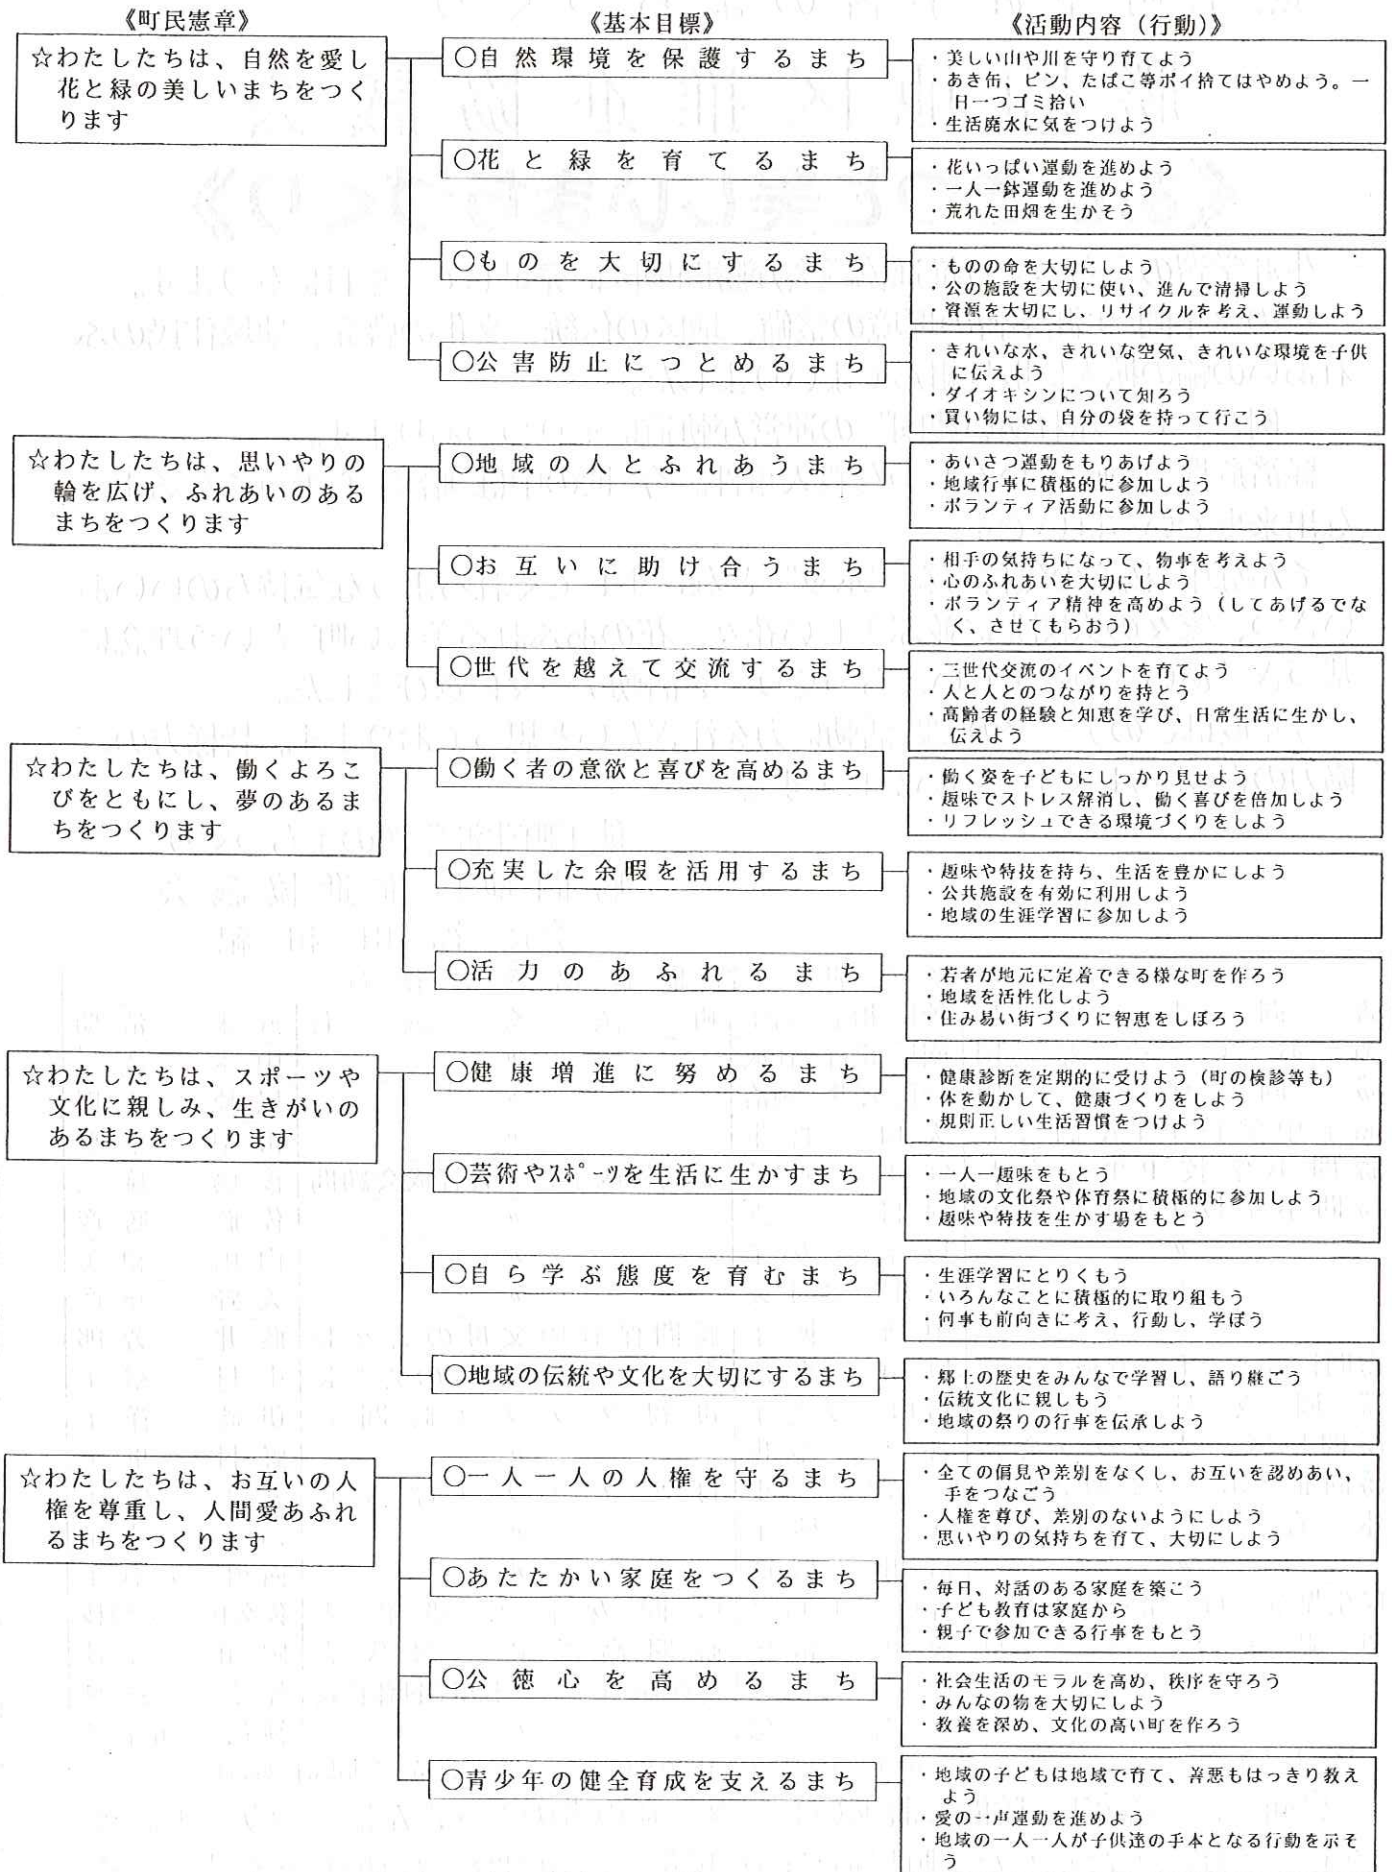 《町民憲章》
《基本目標》
《活動内容（行動）》
☆わたしたちは、自然を愛し
花と緑の美しいまちをつく
ります
〇自然環境を保護するまち
・美しい山や川を守り育てよう
・あき缶、ビン、たばこ等ポイ捨てはやめよう。一
日一つゴミ拾い
・生活廃水に気をつけよう
〇花と緑を育てるまち
・花いっぱい運動を進めよう
・一人一鉢運動を進めよう
・荒れた田畑を生かそう
〇ものを大切にするまち
・ものの命を大切にしよう
・公の施設を大切に使い、進んで清掃しよう
・資源を大切にし、リサイクルを考え、運動しよう
〇公害防止につとめるまち
・きれいな水、きれいな空気、きれいな環境を子供
に伝えよう
・ダイオキシンについて知ろう
・買い物には、自分の袋を持って行こう
☆わたしたちは、思いやりの
輪を広げ、ふれあいのある
まちをつくります
〇地域の人とふれあうまち
・あいさつ運動をもりあげよう
・地域行事に積極的に参加しよう
・ボランティア活動に参加しよう
〇お互いに助け合うまち
・相手の気持ちになって、物事を考えよう
・心のふれあいを大切にしよう
・ボランティア精神を高めよう（してあげるでな
く、させてもらおう）
〇世代を越えて交流するまち
・三世代交流のイベントを育てよう
・人と人とのつながりを持とう
・高齢者の経験と知恵を学び、日常生活に生かし、
伝えよう
☆わたしたちは、働くよろこ
びをともにし、夢のあるま
ちをつくります
〇働く者の意欲と喜びを高めるまち
・働く姿を子どもにしっかり見せよう
・趣味でストレス解消し、働く喜びを倍加しよう
・リフレッシュできる環境づくりをしよう
〇充実した余暇を活用するまち
・趣味や特技を持ち、生活を豊かにしよう
・公共施設を有効に利用しよう
・地域の生涯学習に参加しよう
〇活力のあふれるまち
・若者が地元に定着できる様な町を作ろう
・地域を活性化しよう
・住み易い街づくりに智恵をしぼろう
☆わたしたちは、スポーツや
文化に親しみ、生きがいの
あるまちをつくります
〇健康増進に努めるまち
・健康診断を定期的に受けよう（町の検診等も）
・体を動かして、健康づくりをしよう
・規則正しい生活習慣をつけよう
〇芸術やｽﾎﾟｰﾂを生活に生かすまち
・一人一趣味をもとう
・地域の文化祭や体育祭に積極的に参加しよう
・趣味や特技を生かす場をもとう
〇自ら学ぶ態度を育むまち
・生涯学習にとりくもう
・いろんなことに積極的に取り組もう
・何事も前向きに考え、行動し、学ぼう
〇地域の伝統や文化を大切にするまち
・郷土の歴史をみんなで学習し、語り継ごう
・伝統文化に親しもう
・地域の祭りの行事を伝承しよう
☆わたしたちは、お互いの人
権を尊重し、人間愛あふれ
るまちをつくります
〇一人一人の人権を守るまち
・全ての偏見や差別をなくし、お互いを認めあい、
手をつなごう
・人権を尊び、差別のないようにしよう
・思いやりの気持ちを育て、大切にしよう
〇あたたかい家庭をつくるまち
・毎日、対話のある家庭を築こう
・子ども教育は家庭から
・親子で参加できる行事をもとう
〇公徳心を高めるまち
・社会生活のモラルを高め、秩序を守ろう
・みんなの物を大切にしよう
・教養を深め、文化の高い町を作ろう
〇青少年の健全育成を支えるまち
・地域の子どもは地域で育て、善悪もはっきり教え
よう
・愛の一声運動を進めよう
・地域の一人一人が子供達の手本となる行動を示そ
う